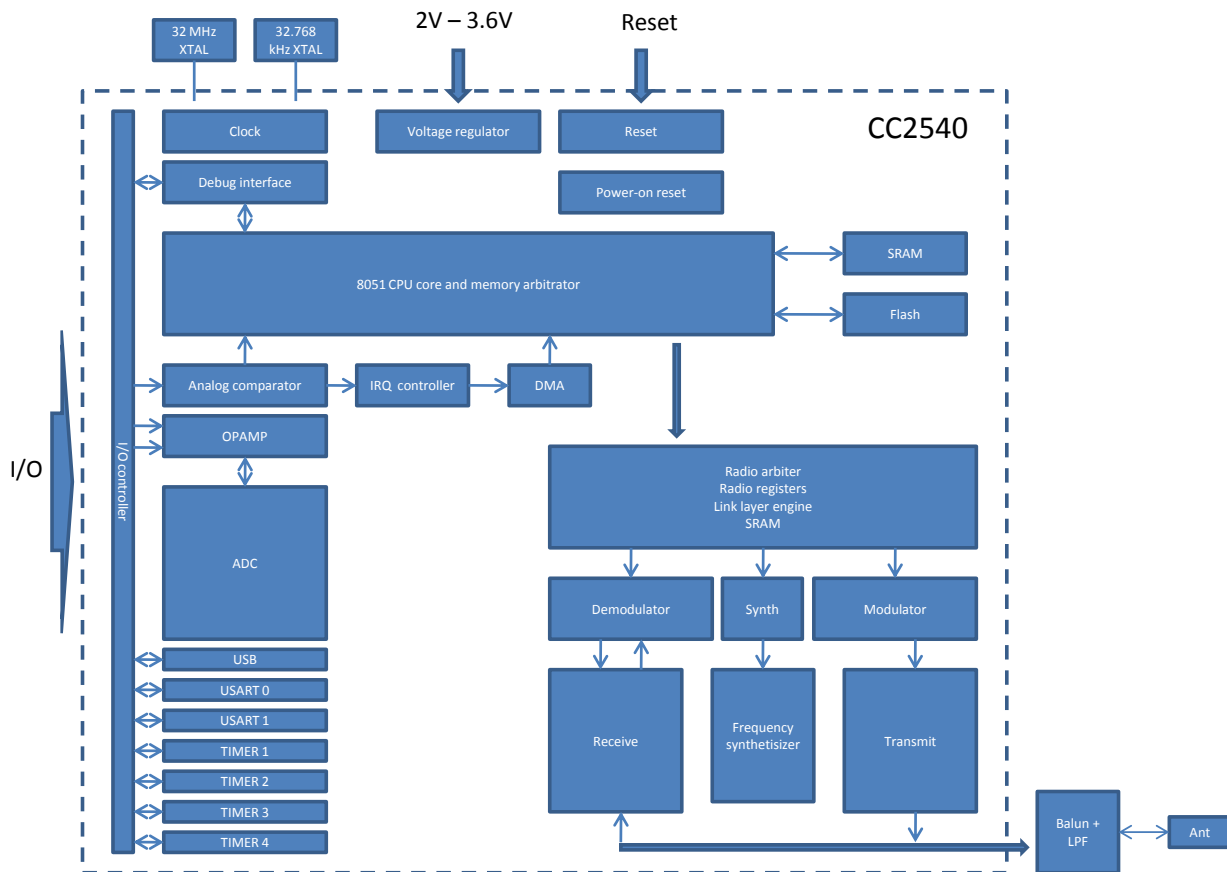 32 MHz
XTAL
32.768
kHz XTAL
2V – 3.6V
Reset
Clock
Voltage regulator
Reset
CC2540
Debug interface
Power-on reset
8051 CPU core and memory arbitrator
SRAM
Flash
Analog comparator
IRQ controller
DMA
OPAMP
I/O
I/O controller
ADC
Radio arbiter
Radio registers
Link layer engine
SRAM
Demodulator
Synth
Modulator
USB
USART 0
USART 1
TIMER 1
TIMER 2
TIMER 3
TIMER 4
Receive
Frequency
synthetisizer
Transmit
Balun +
LPF
Ant